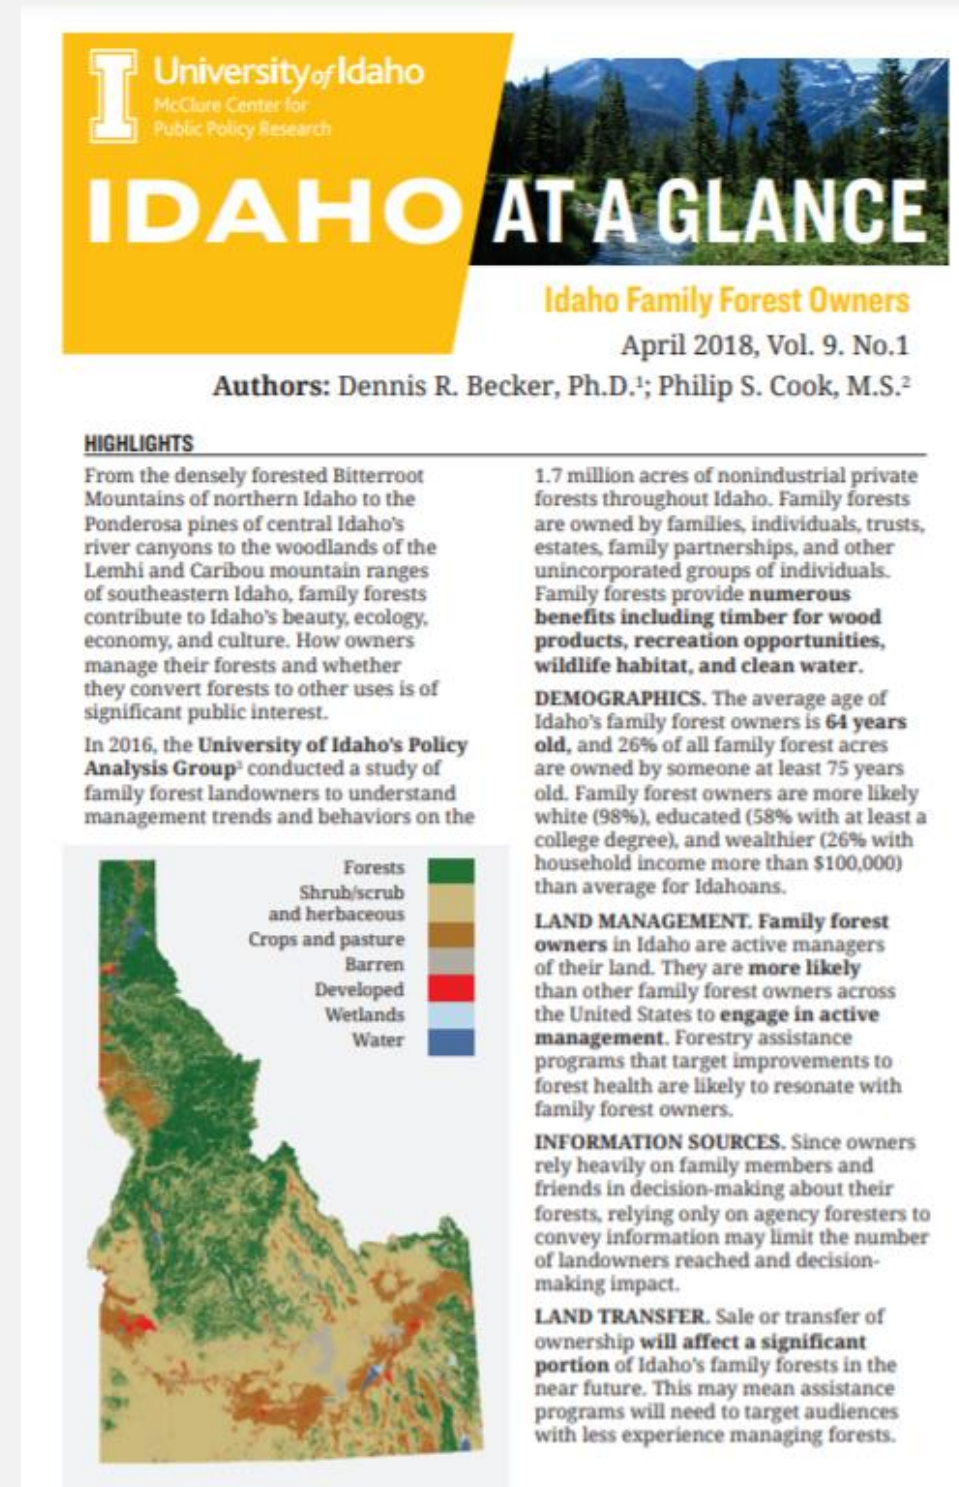 University of Idaho
McClure Center for
Public Policy Research
IDAHO AT A GLANCE
Idaho Family Forest Owners
April 2018, Vol. 9. No.1
Authors: Dennis R. Becker, Ph.D.¹; Philip S. Cook, M.S.²
HIGHLIGHTS
From the densely forested Bitterroot
Mountains of northern Idaho to the
Ponderosa pines of central Idaho's
river canyons to the woodlands of the
Lemhi and Caribou mountain ranges
of southeastern Idaho, family forests
contribute to Idaho's beauty, ecology,
economy, and culture. How owners
manage their forests and whether
they convert forests to other uses is of
significant public interest.
In 2016, the University of Idaho's Policy
Analysis Group³ conducted a study of
family forest landowners to understand
management trends and behaviors on the
1.7 million acres of nonindustrial private
forests throughout Idaho. Family forests
are owned by families, individuals, trusts,
estates, family partnerships, and other
unincorporated groups of individuals.
Family forests provide numerous
benefits including timber for wood
products, recreation opportunities,
wildlife habitat, and clean water.
DEMOGRAPHICS. The average age of
Idaho's family forest owners is 64 years
old, and 26% of all family forest acres
are owned by someone at least 75 years
old. Family forest owners are more likely
white (98%), educated (58% with at least a
college degree), and wealthier (26% with
household income more than $100,000)
than average for Idahoans.
LAND MANAGEMENT. Family forest
owners in Idaho are active managers
of their land. They are more likely
than other family forest owners across
the United States to engage in active
management. Forestry assistance
programs that target improvements to
forest health are likely to resonate with
family forest owners.
INFORMATION SOURCES. Since owners
rely heavily on family members and
friends in decision-making about their
forests, relying only on agency foresters to
convey information may limit the number
of landowners reached and decision-
making impact.
LAND TRANSFER. Sale or transfer of
ownership will affect a significant
portion of Idaho's family forests in the
near future. This may mean assistance
programs will need to target audiences
with less experience managing forests.
Forests
Shrub/scrub
and herbaceous
Crops and pasture
Barren
Developed
Wetlands
Water